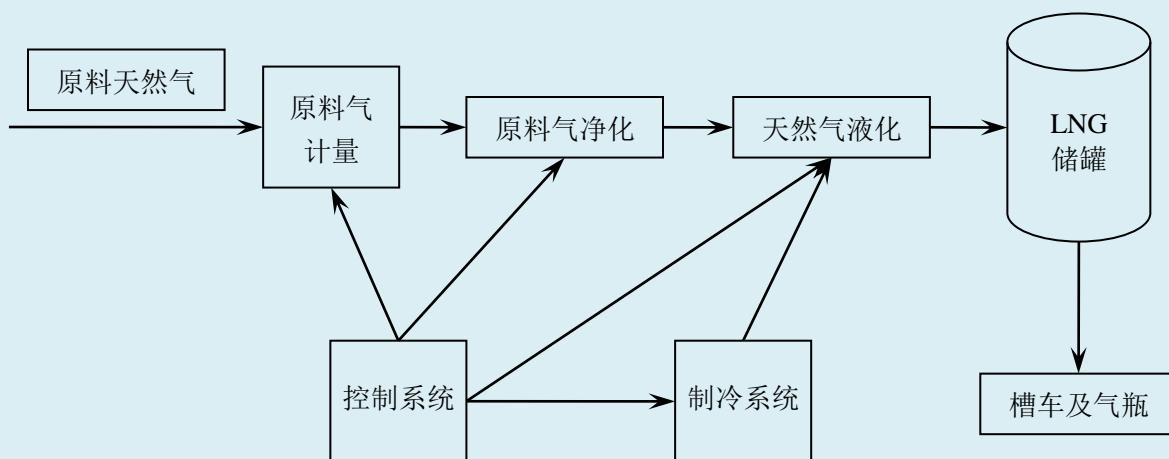 原料天然气
原料气
计量
原料气净化
天然气液化
LNG
储罐
控制系统
制冷系统
槽车及气瓶